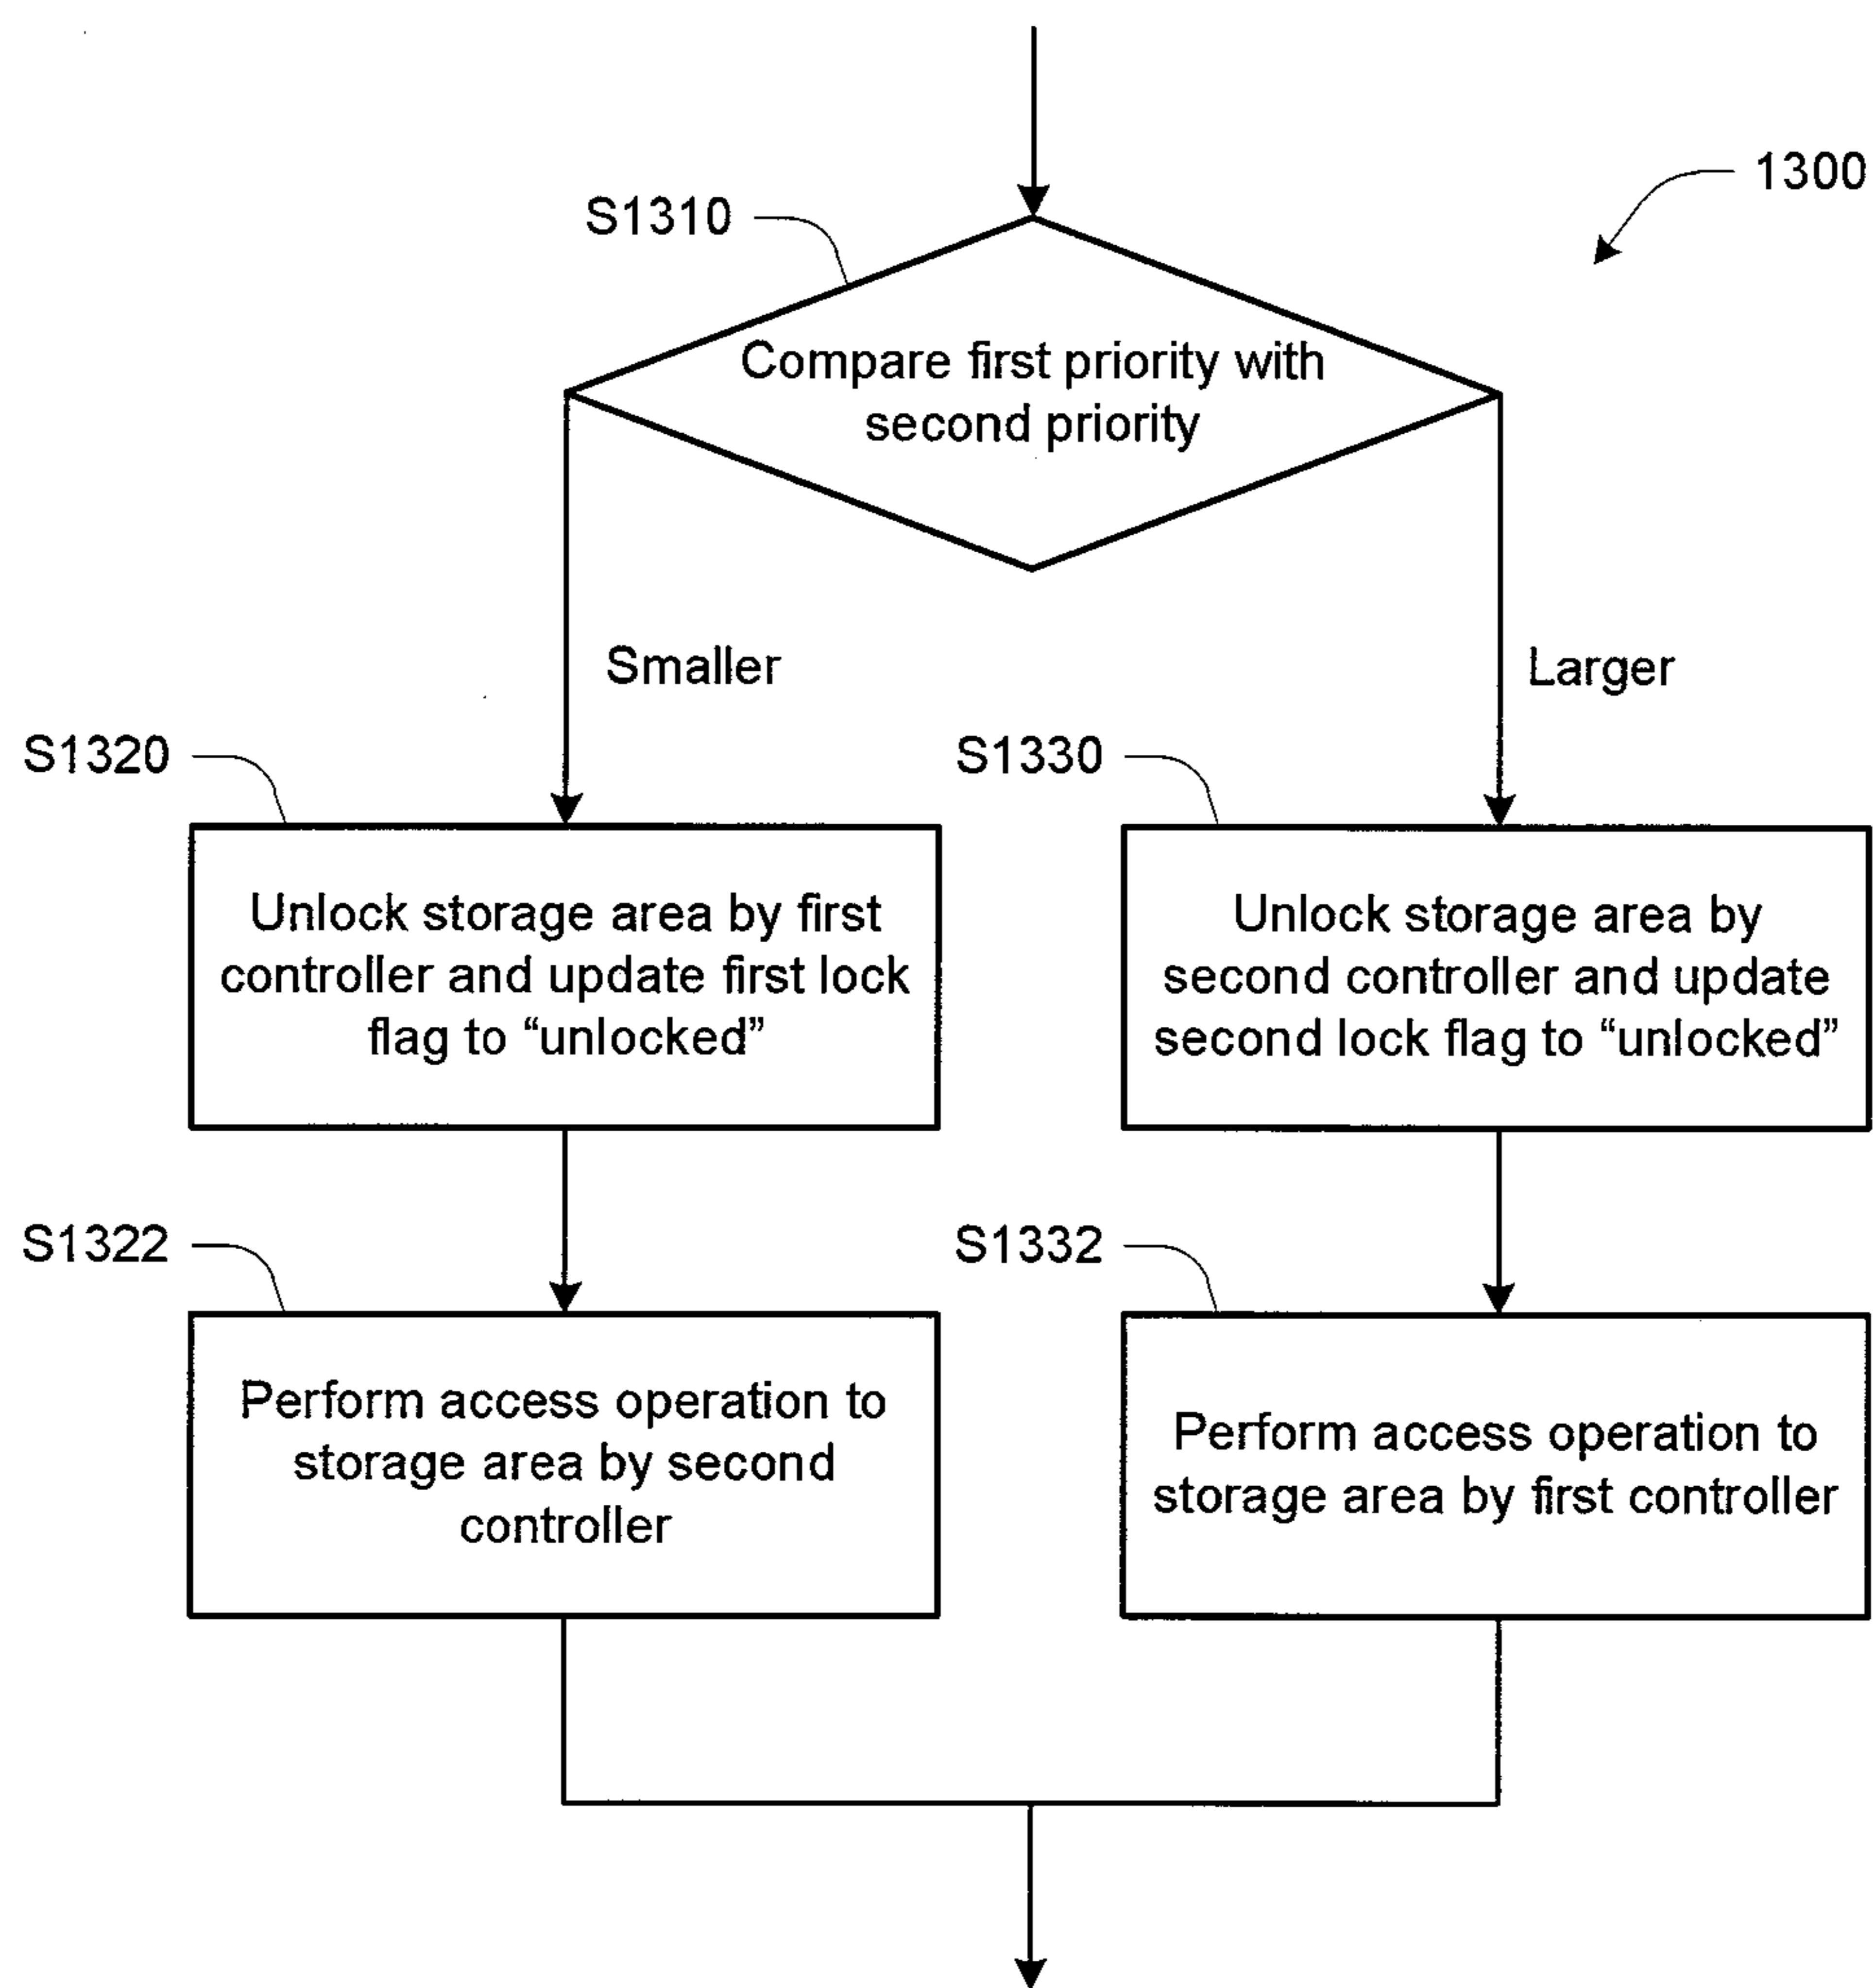 1300
S1310
Compare first priority with
second priority
Smaller
Larger
S1320
S1330
Unlock storage area by first
controller and update first lock
flag to “unlocked”
Unlock storage area by
second controller and update
second lock flag to “unlocked”
S1322
S1332
Perform access operation to
storage area by second
controller
Perform access operation to
storage area by first controller